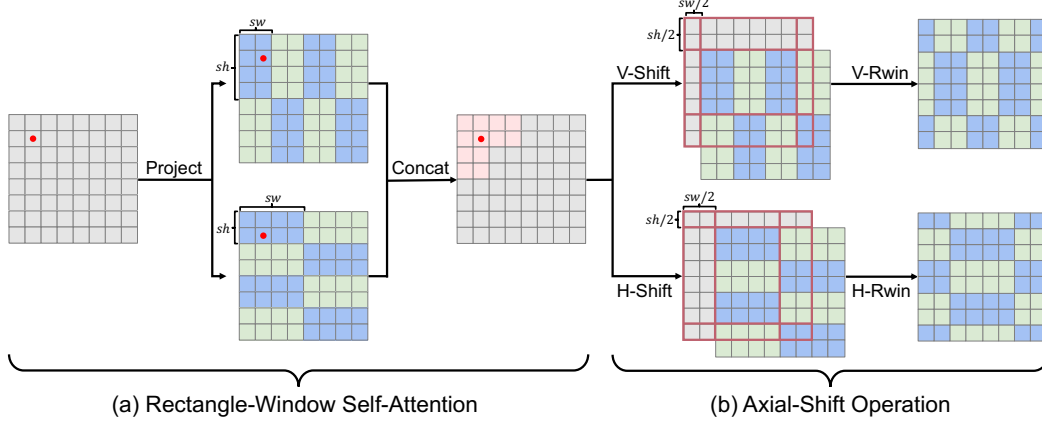 sw
sh
Project
sw
sh
Concat
(a) Rectangle-Window Self-Attention
sw/2
sh/2
V-Shift
V-Rwin
sw/2
sh/2
H-Shift
H-Rwin
(b) Axial-Shift Operation